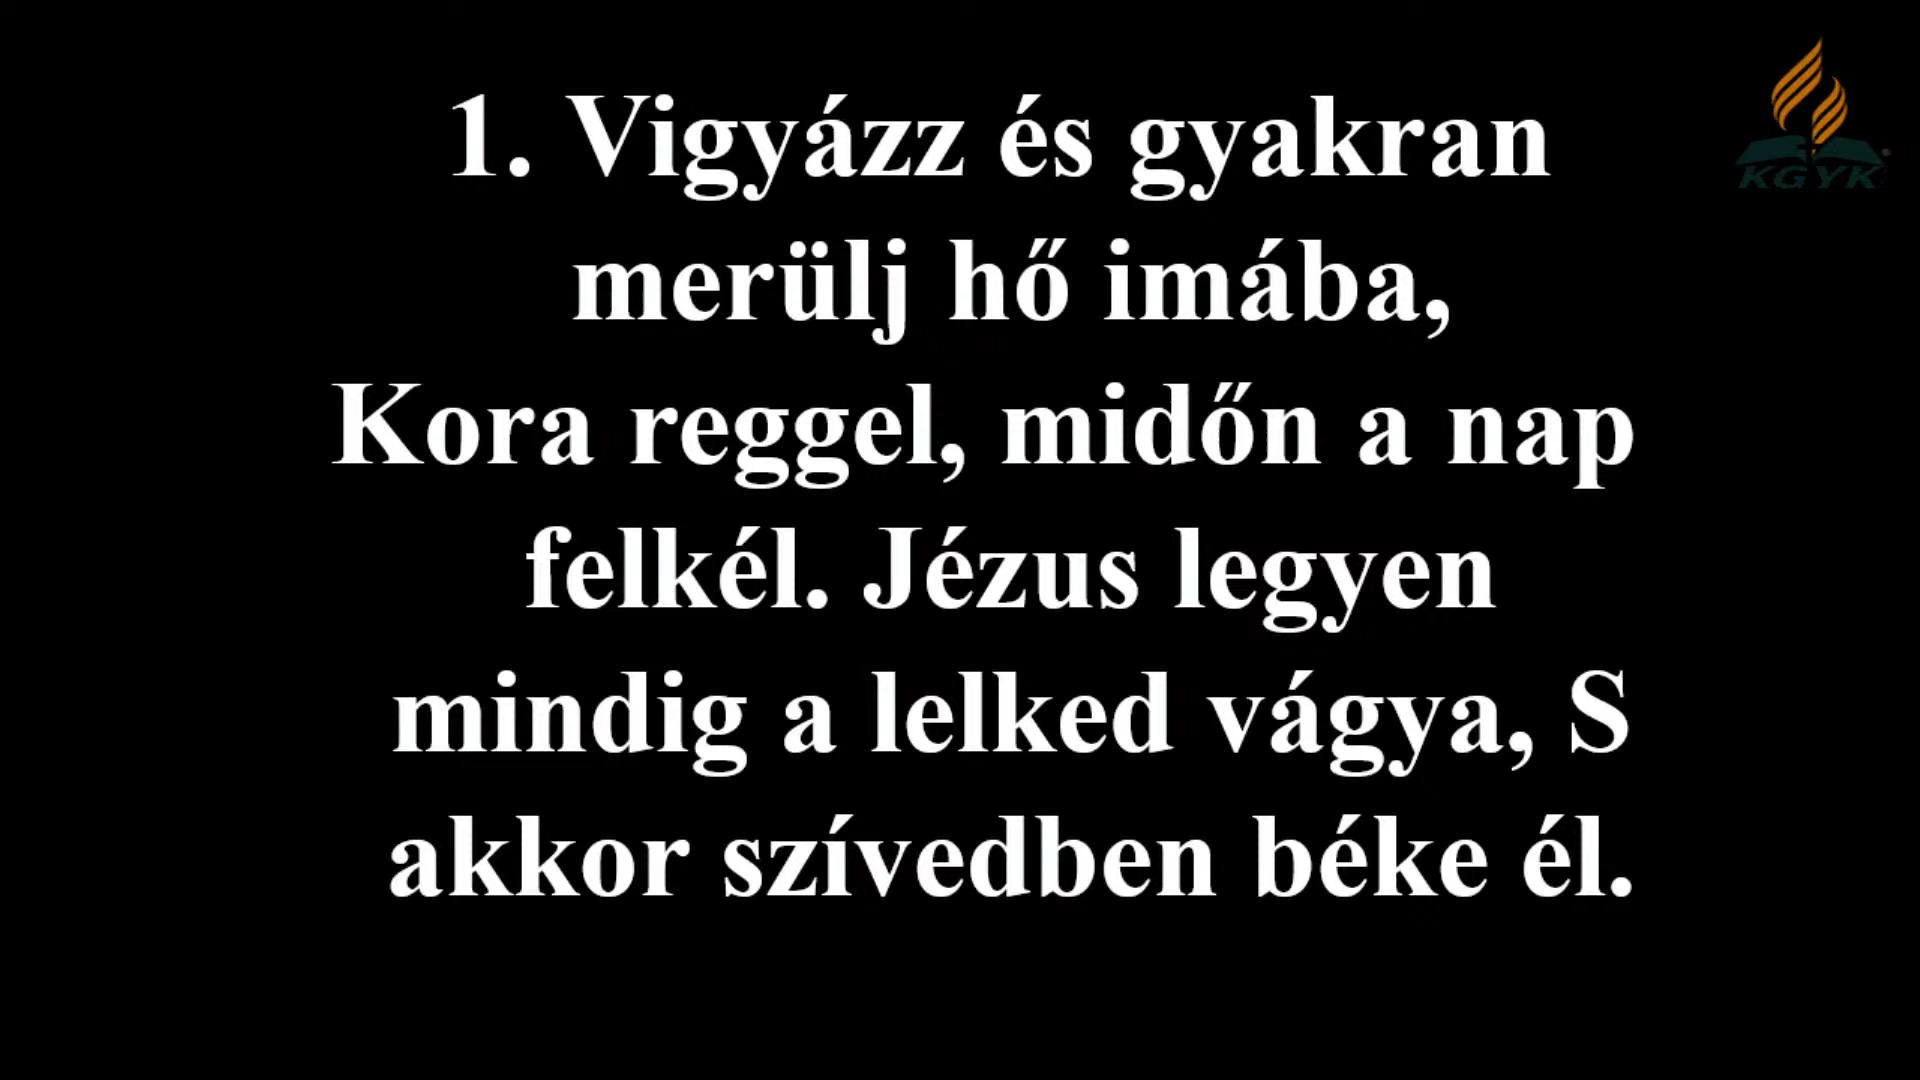 1. Vigyázz és gyakran
merülj hő imába,
Kora reggel, midőn a nap
felkél. Jézus legyen
mindig a lelked vágya, S
akkor szívedben béke él.
KGYK